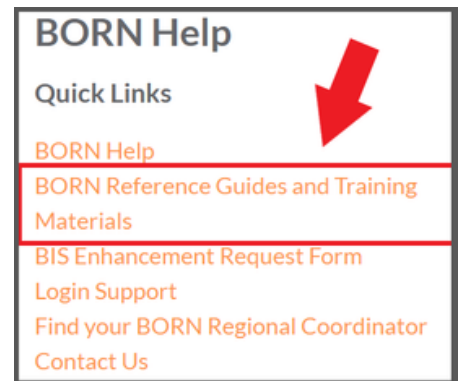 BORN Help
Quick Links
BORN Help
BORN Reference Guides and Training
Materials
BIS Enhancement Request Form
Login Support
Find your BORN Regional Coordinator
Contact Us